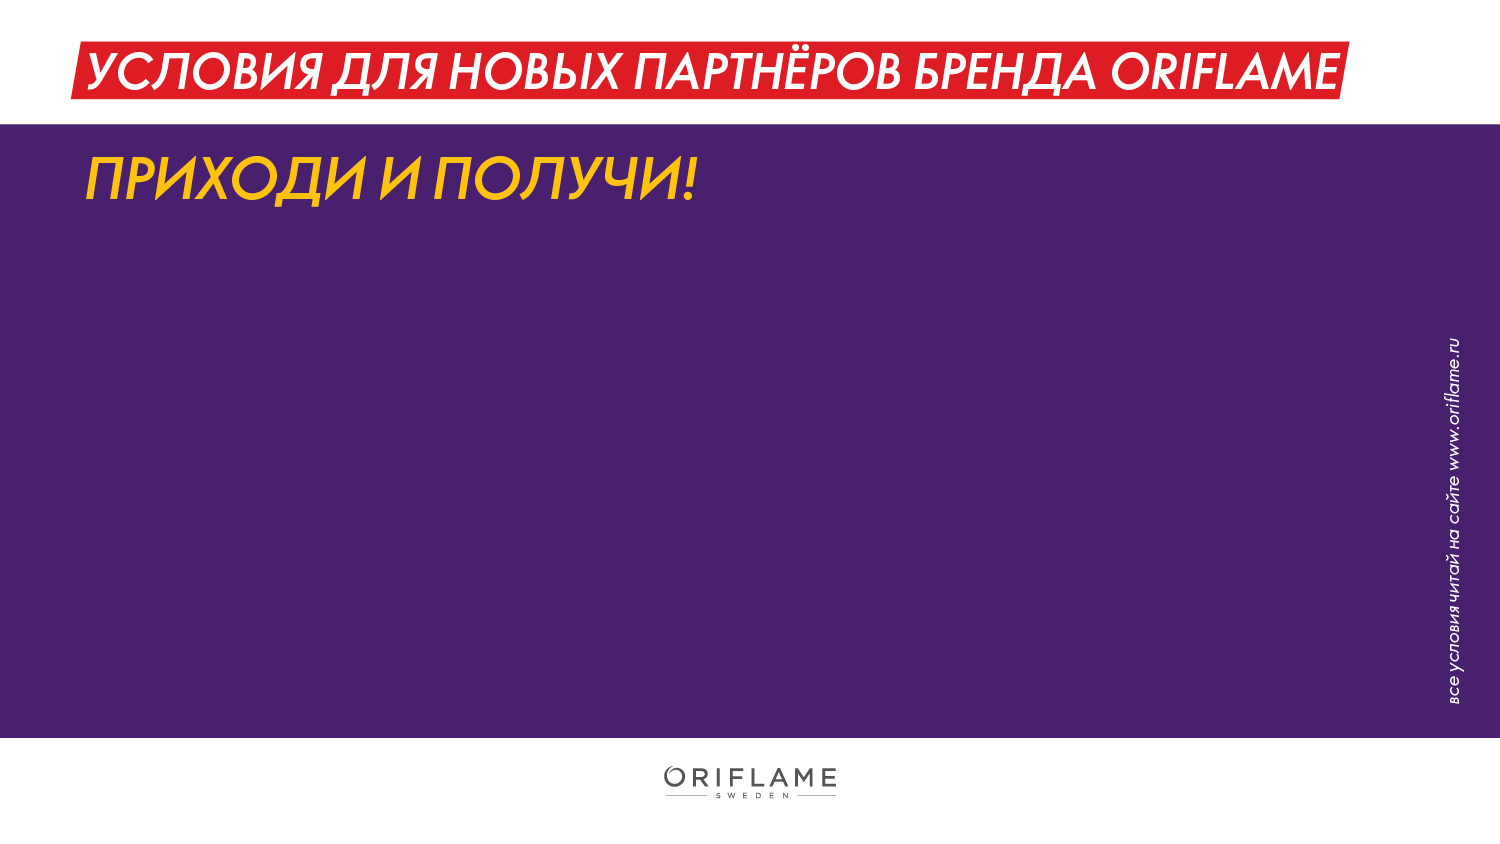 УСЛОВИЯ ДЛЯ НОВЫХ ПАРТНЁРОВ БРЕНДА ORIFLAME
ПРИХОДИ И ПОЛУЧИ!
все условия читай на сайте www.oriflame.ru
ORIFLAME
SWEDEN